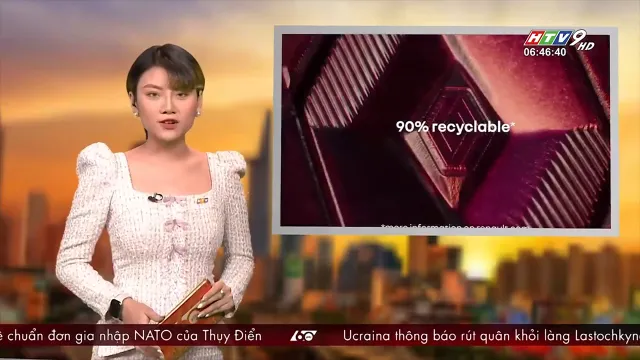 HTV9 HD
06:46:40
90% recyclable*
*more information on renault.com
ê chuẩn đơn gia nhập NATO của Thụy Điển
Ucraina thông báo rút quân khỏi làng Lastochkyn